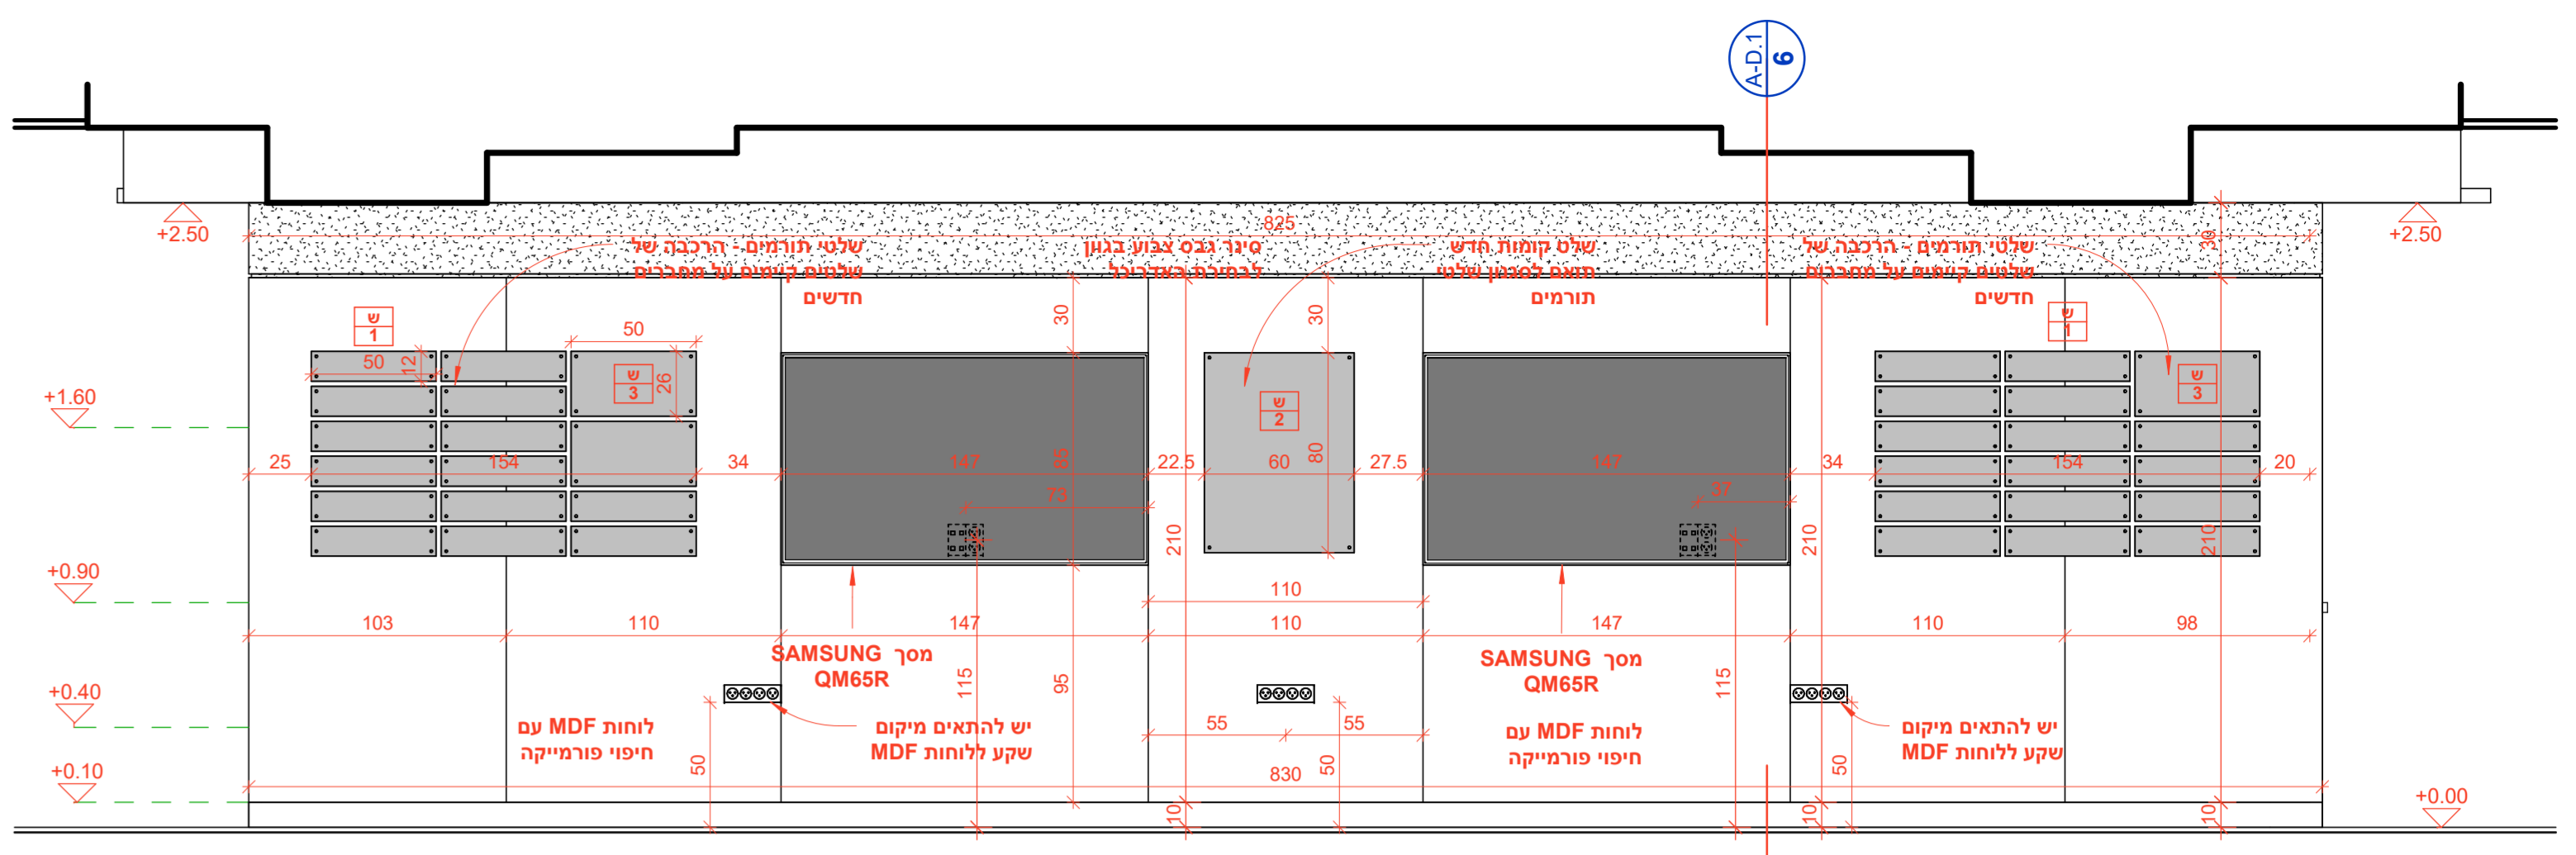 A-D.1
6
825
+2.50
+2.50
שלטי תורמים - הרכבה של
שלטים קיימים על מחברים
חדשים
סינר גבס צבוע בגוון
לבחירת האדריכל
שלט קומות חדש
תואם לסגנון שלטי
תורמים
שלטי תורמים - הרכבה של
שלטים קיימים על מחברים
חדשים
30
30
30
ש
1
ש
1
50
50
12
26
ש
3
ש
2
ש
3
+1.60
25
154
34
147
85
22.5
60
80
27.5
147
34
154
20
73
37
210
210
210
+0.90
110
103
110
147
110
147
110
98
מסך SAMSUNG
QM65R
מסך SAMSUNG
QM65R
+0.40
115
95
115
לוחות MDF עם
חיפוי פורמייקה
יש להתאים מיקום
שקע ללוחות MDF
55
55
לוחות MDF עם
חיפוי פורמייקה
יש להתאים מיקום
שקע ללוחות MDF
50
50
50
+0.10
830
+0.00
10
10
10